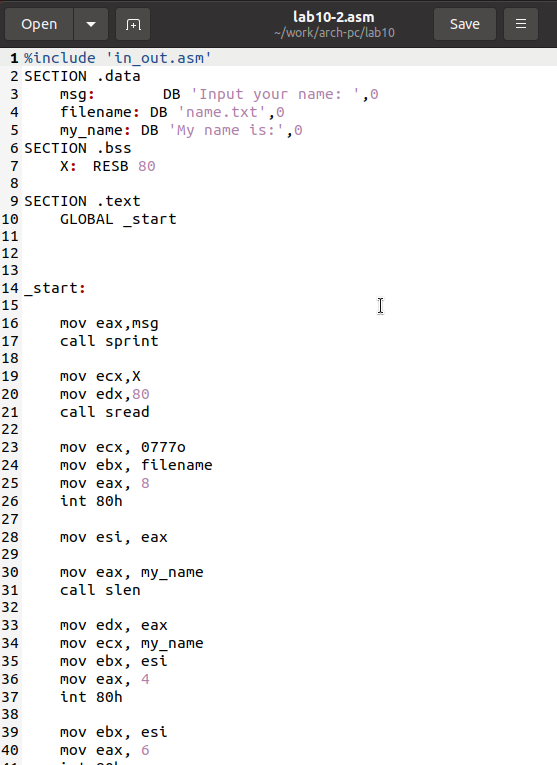 Open
lab10-2.asm
~/work/arch-pc/lab10
Save
1 %include 'in_out.asm'
2 SECTION .data
3     msg:        DB 'Input your name: ',0
4     filename: DB 'name.txt',0
5     my_name: DB 'My name is:',0
6 SECTION .bss
7     X:  RESB 80
8
9 SECTION .text
10     GLOBAL _start
11
12
13
14 _start:
15
16     mov eax,msg
17     call sprint
18
19     mov ecx,X
20     mov edx,80
21     call sread
22
23     mov ecx, 0777o
24     mov ebx, filename
25     mov eax, 8
26     int 80h
27
28     mov esi, eax
29
30     mov eax, my_name
31     call slen
32
33     mov edx, eax
34     mov ecx, my_name
35     mov ebx, esi
36     mov eax, 4
37     int 80h
38
39     mov ebx, esi
40     mov eax, 6